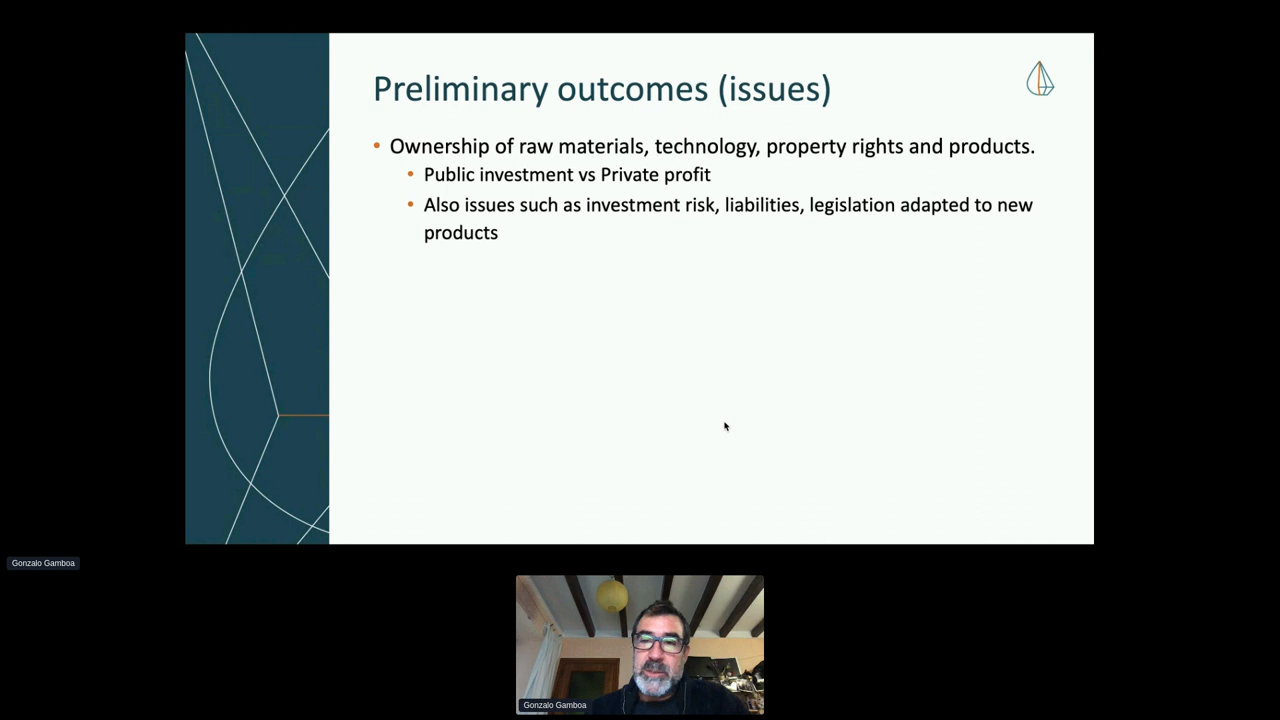 Preliminary outcomes (issues)
• Ownership of raw materials, technology, property rights and products.
• Public investment vs Private profit
• Also issues such as investment risk, liabilities, legislation adapted to new
products
Gonzalo Gamboa
Gonzalo Gamboa